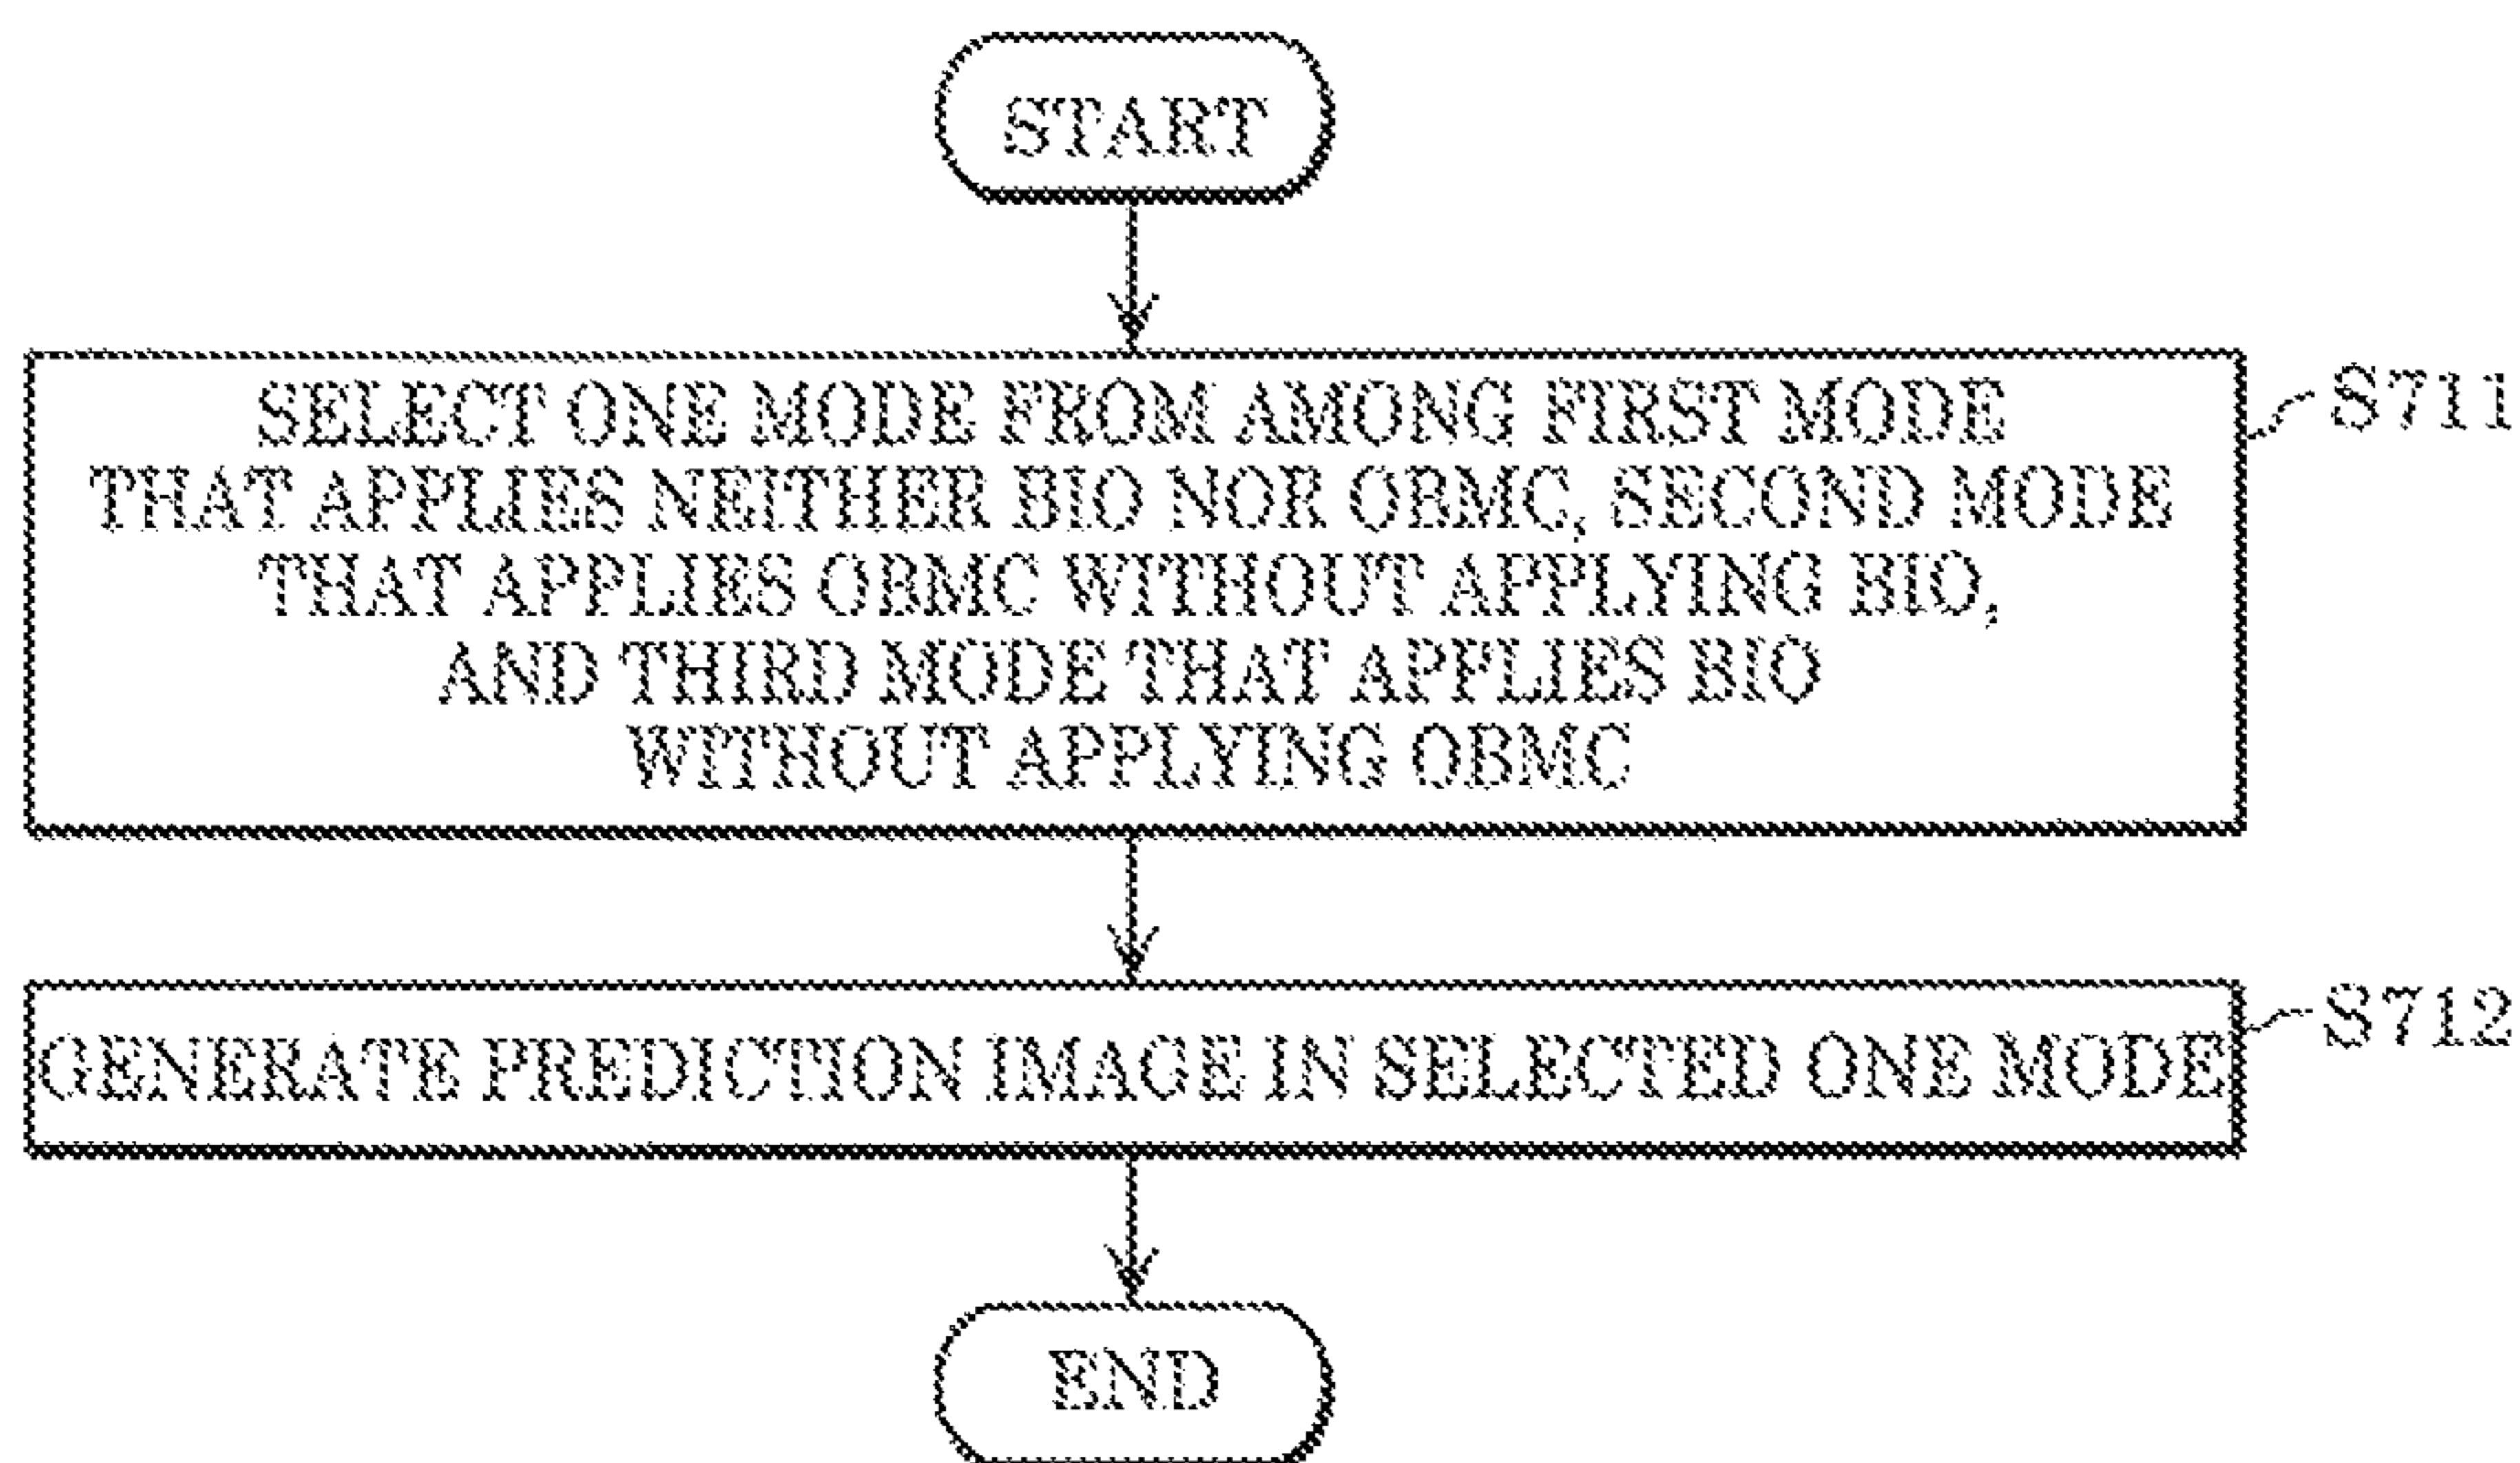 START
SELECT ONE MODE FROM AMONG FIRST MODE
THAT APPLIES NEITHER BIO NOR OBMC, SECOND MODE
THAT APPLIES OBMC WITHOUT APPLYING BIO,
AND THIRD MODE THAT APPLIES BIO
WITHOUT APPLYING OBMC
S711
GENERATE PREDICTION IMAGE IN SELECTED ONE MODE
S712
END